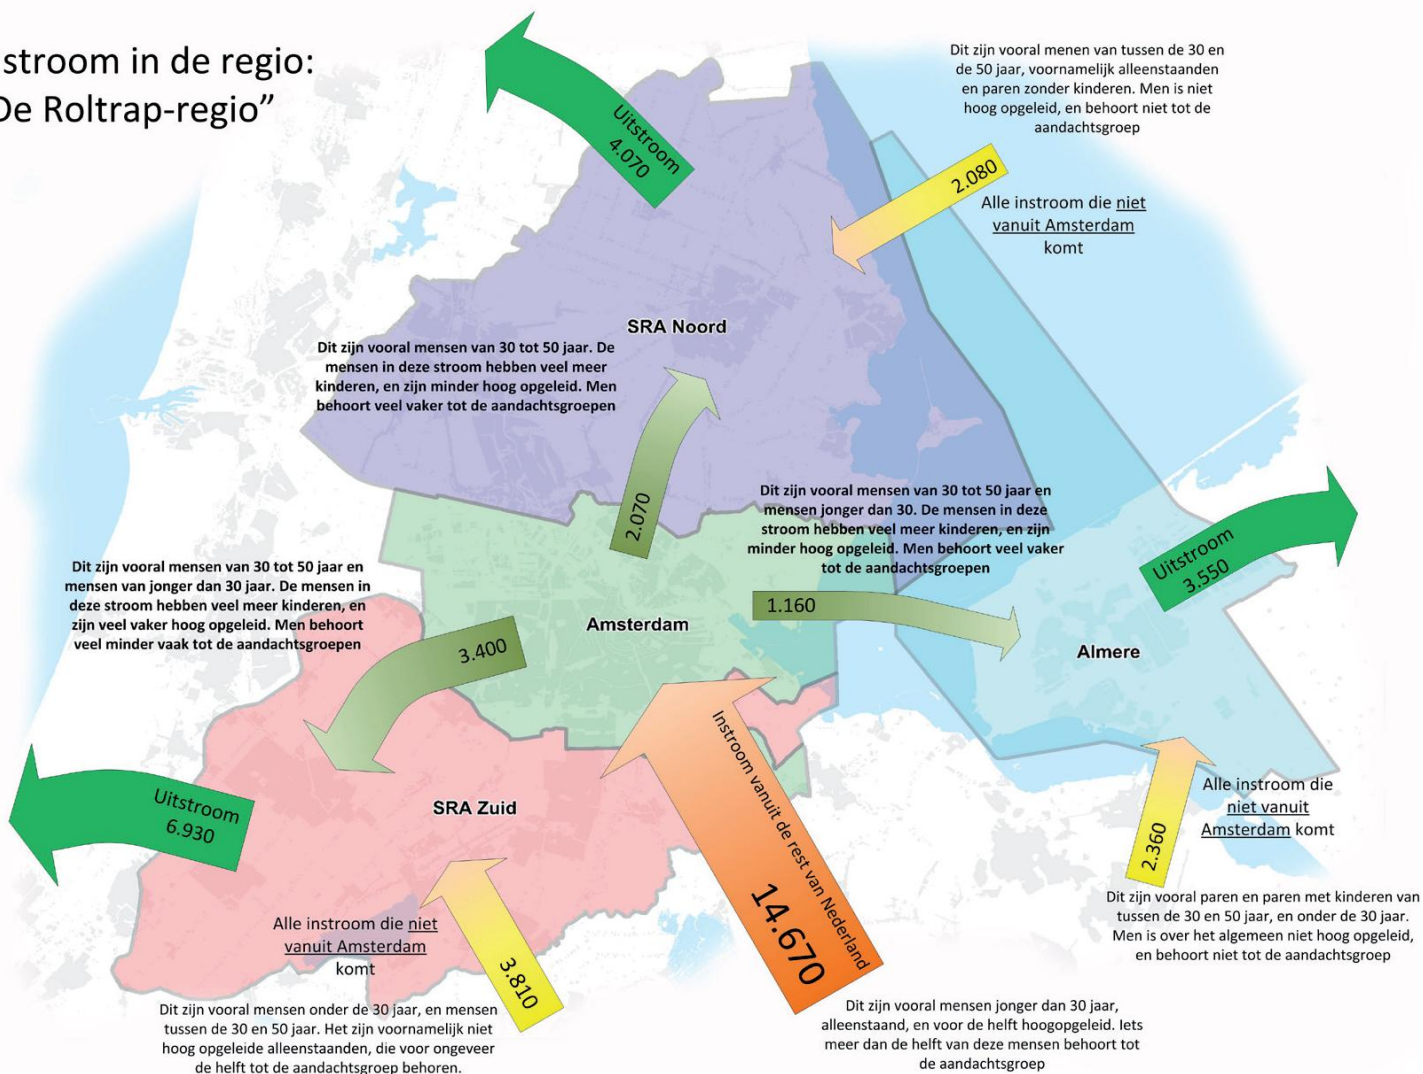 stroom in de regio:
De Roltrap-regio”
Uitstroom
4.070
Dit zijn vooral menen van tussen de 30 en
de 50 jaar, voornamelijk alleenstaanden
en paren zonder kinderen. Men is niet
hoog opgeleid, en behoort niet tot de
aandachtsgroep
2.080
Alle instroom die niet
vanuit Amsterdam
komt
SRA Noord
Dit zijn vooral mensen van 30 tot 50 jaar. De
mensen in deze stroom hebben veel meer
kinderen, en zijn minder hoog opgeleid. Men
behoort veel vaker tot de aandachtsgroepen
2.070
Dit zijn vooral mensen van 30 tot 50 jaar en
mensen jonger dan 30. De mensen in deze
stroom hebben veel meer kinderen, en zijn
minder hoog opgeleid. Men behoort veel vaker
tot de aandachtsgroepen
Uitstroom
3.550
Dit zijn vooral mensen van 30 tot 50 jaar en
mensen van jonger dan 30 jaar. De mensen in
deze stroom hebben veel meer kinderen, en
zijn veel vaker hoog opgeleid. Men behoort
veel minder vaak tot de aandachtsgroepen
1.160
Amsterdam
3.400
Almere
Uitstroom
6.930
SRA Zuid
Instroom vanuit de rest van Nederland
14.670
Alle instroom die
niet vanuit
Amsterdam komt
2.360
Dit zijn vooral paren en paren met kinderen van
tussen de 30 en 50 jaar, en onder de 30 jaar.
Men is over het algemeen niet hoog opgeleid,
en behoort niet tot de aandachtsgroep
Alle instroom die niet
vanuit Amsterdam
komt
3.810
Dit zijn vooral mensen onder de 30 jaar, en mensen
tussen de 30 en 50 jaar. Het zijn voornamelijk niet
hoog opgeleide alleenstaanden, die voor ongeveer
de helft tot de aandachtsgroep behoren.
Dit zijn vooral mensen jonger dan 30 jaar,
alleenstaand, en voor de helft hoogopgeleid. Iets
meer dan de helft van deze mensen behoort tot
de aandachtsgroep